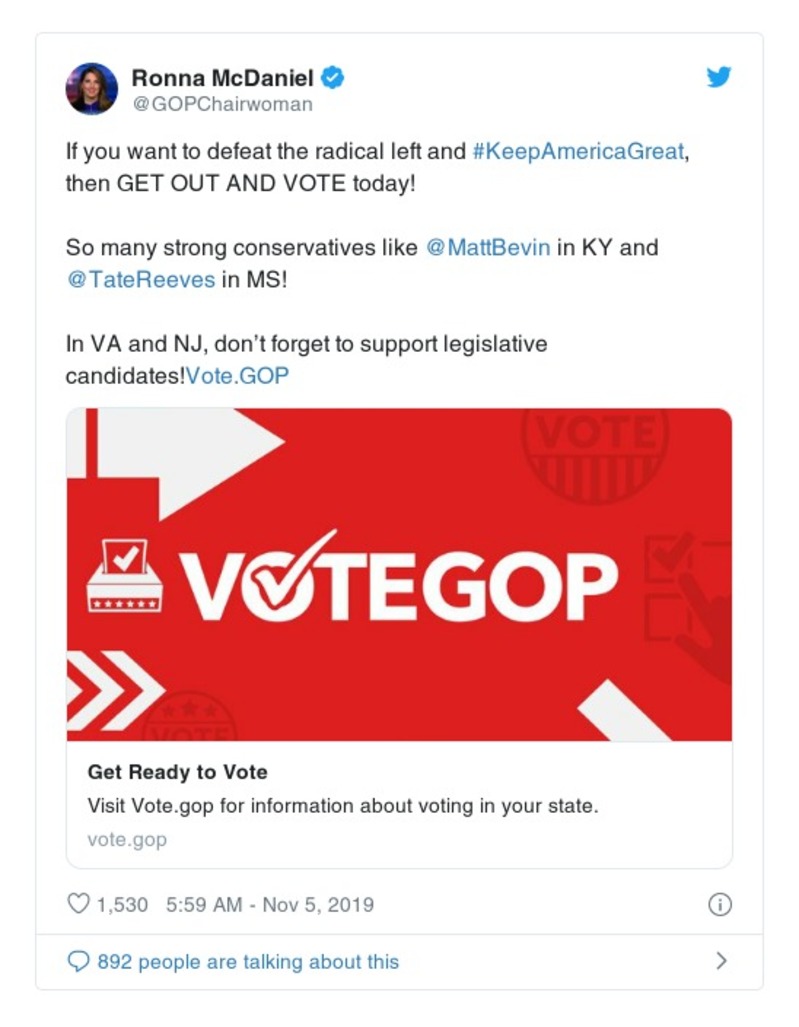 Ronna McDaniel
@GOPChairwoman
If you want to defeat the radical left and #KeepAmericaGreat,
then GET OUT AND VOTE today!
So many strong conservatives like @MattBevin in KY and
@TateReeves in MS!
In VA and NJ, don’t forget to support legislative
candidates!Vote.GOP
VOTE
VOTEGOP
VOTE
Get Ready to Vote
Visit Vote.gop for information about voting in your state.
vote.gop
1,530 5:59 AM - Nov 5, 2019
892 people are talking about this